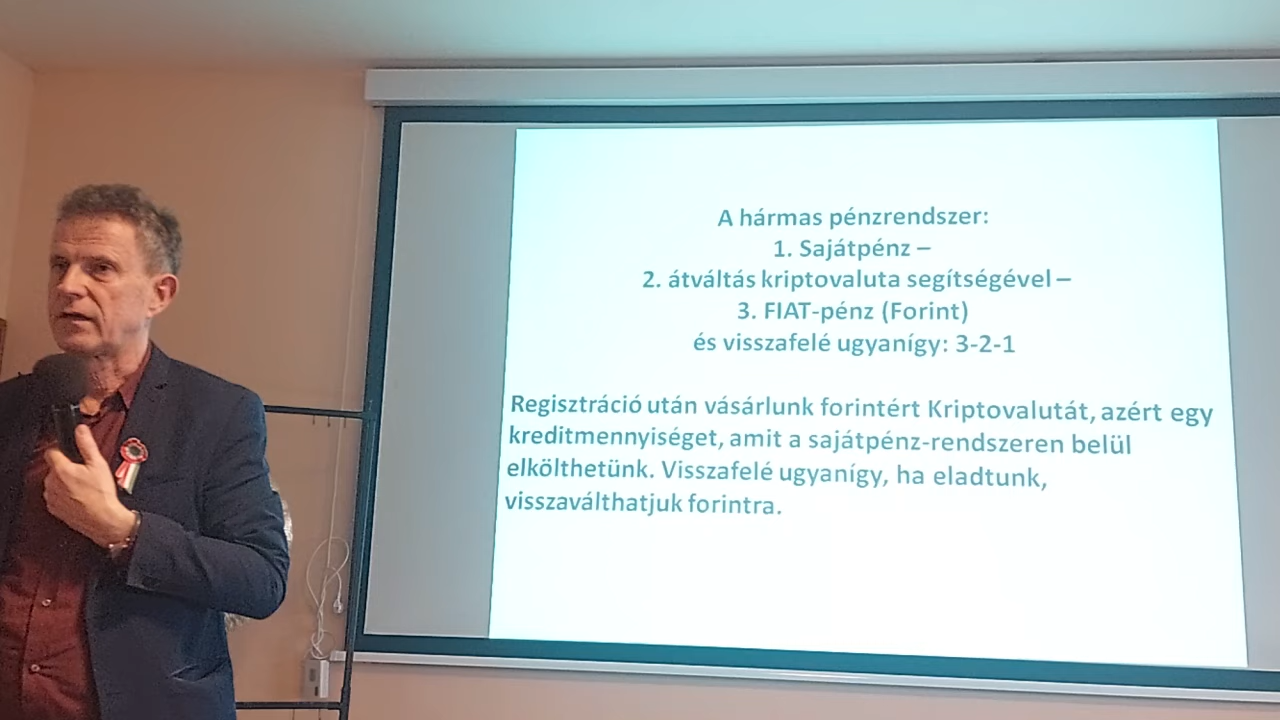 A hármas pénzrendszer:
1. Sajátpénz –
2. átváltás kriptovaluta segítségével –
3. FIAT-pénz (Forint)
és visszafelé ugyanígy: 3-2-1
Regisztráció után vásárlunk forintért Kriptovalutát, azért egy
kreditmennyiséget, amit a sajátpénz-rendszeren belül
elkölthetünk. Visszafelé ugyanígy, ha eladtunk,
visszaválthatjuk forintra.